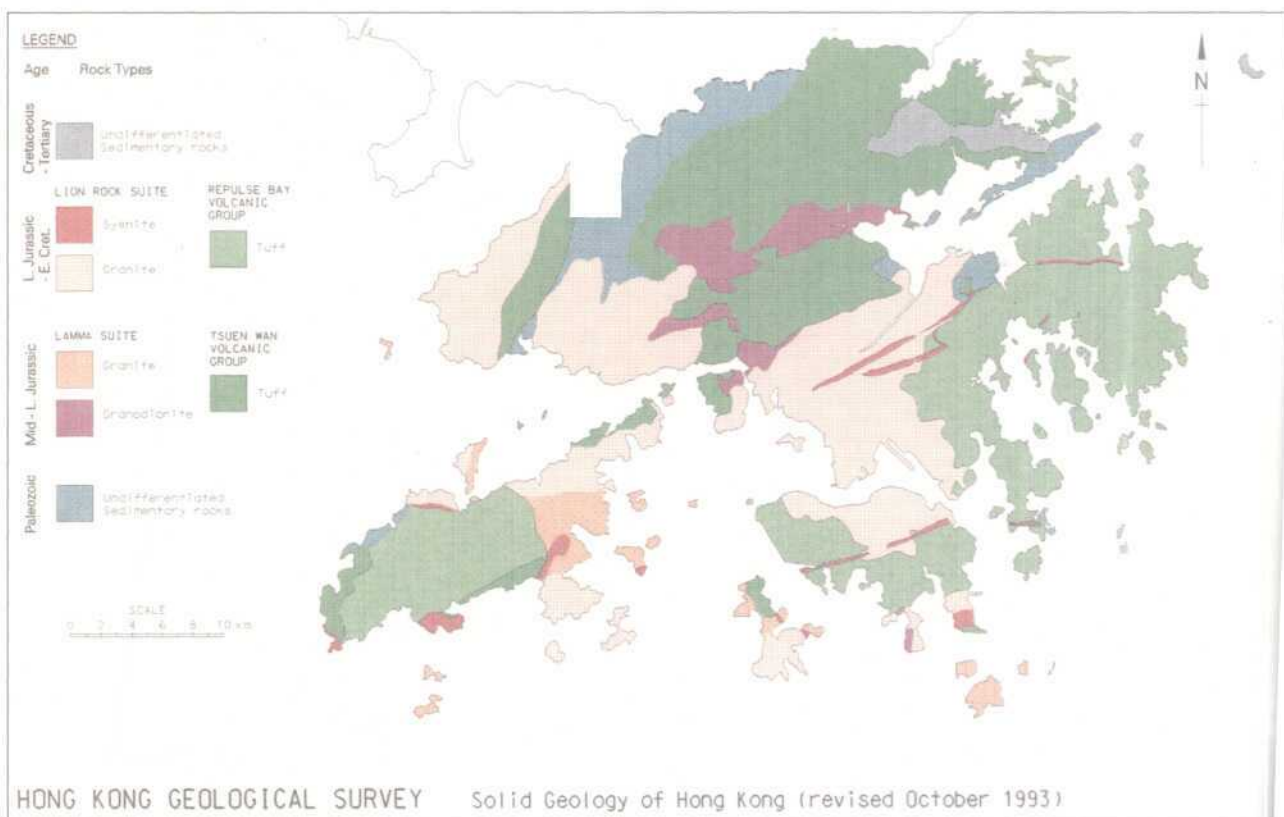 LEGEND
Age Rock Types
Cretaceous
- Tertiary
Undifferentiated
Sedimentary rocks
L. Jurassic
- E. Cret.
LION ROCK SUITE
Syenite
Granite
REPULSE BAY
VOLCANIC
GROUP
Tuff
Mid - L. Jurassic
LAMMA SUITE
Granite
Granodionite
TSUEN WAN
VOLCANIC
GROUP
Tuff
Paleozoic
Undifferentiated
Sedimentary rocks
SCALE
0 2 4 6 8 10 km
N
HONG KONG GEOLOGICAL SURVEY Solid Geology of Hong Kong (revised October 1993)